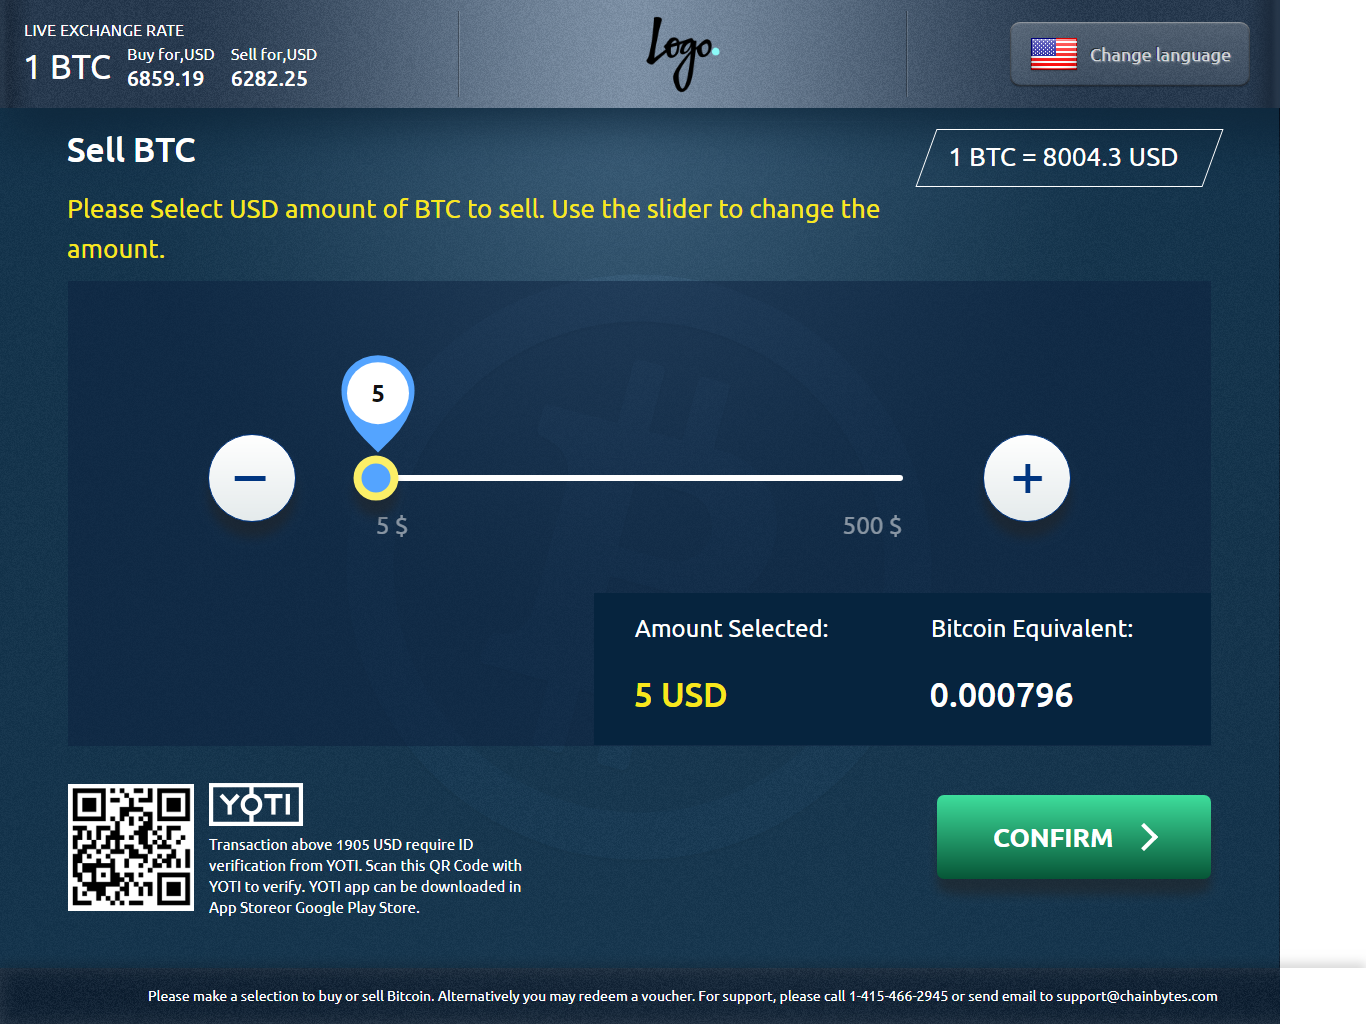 LIVE EXCHANGE RATE
1 BTC
Buy for,USD
6859.19
Sell for,USD
6282.25
Logo.
Change language
Sell BTC
1 BTC = 8004.3 USD
Please Select USD amount of BTC to sell. Use the slider to change the
amount.
5
5 $
500 $
Amount Selected:
5 USD
Bitcoin Equivalent:
0.000796
YOTI
Transaction above 1905 USD require ID
verification from YOTI. Scan this QR Code with
YOTI to verify. YOTI app can be downloaded in
App Storeor Google Play Store.
CONFIRM
Please make a selection to buy or sell Bitcoin. Alternatively you may redeem a voucher. For support, please call 1-415-466-2945 or send email to support@chainbytes.com